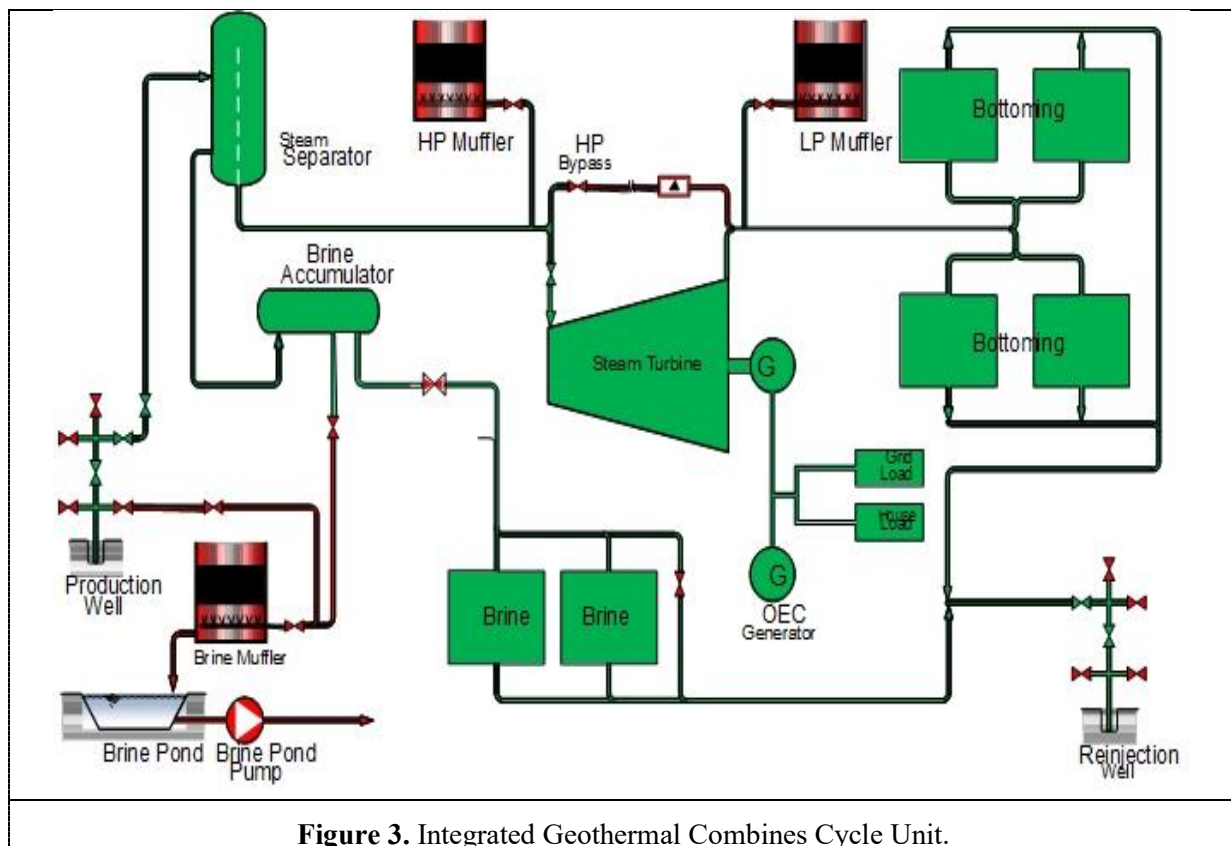 Steam
Separator
HP Muffler
HP
Bypass
LP Muffler
Bottoming
Brine
Accumulator
Steam Turbine
G
Bottoming
Grid
Load
House
Load
Production
Well
Brine Muffler
Brine
Brine
G
OEC
Generator
Brine Pond
Brine Pond
Pump
Reinjection
Well
Figure 3. Integrated Geothermal Combines Cycle Unit.